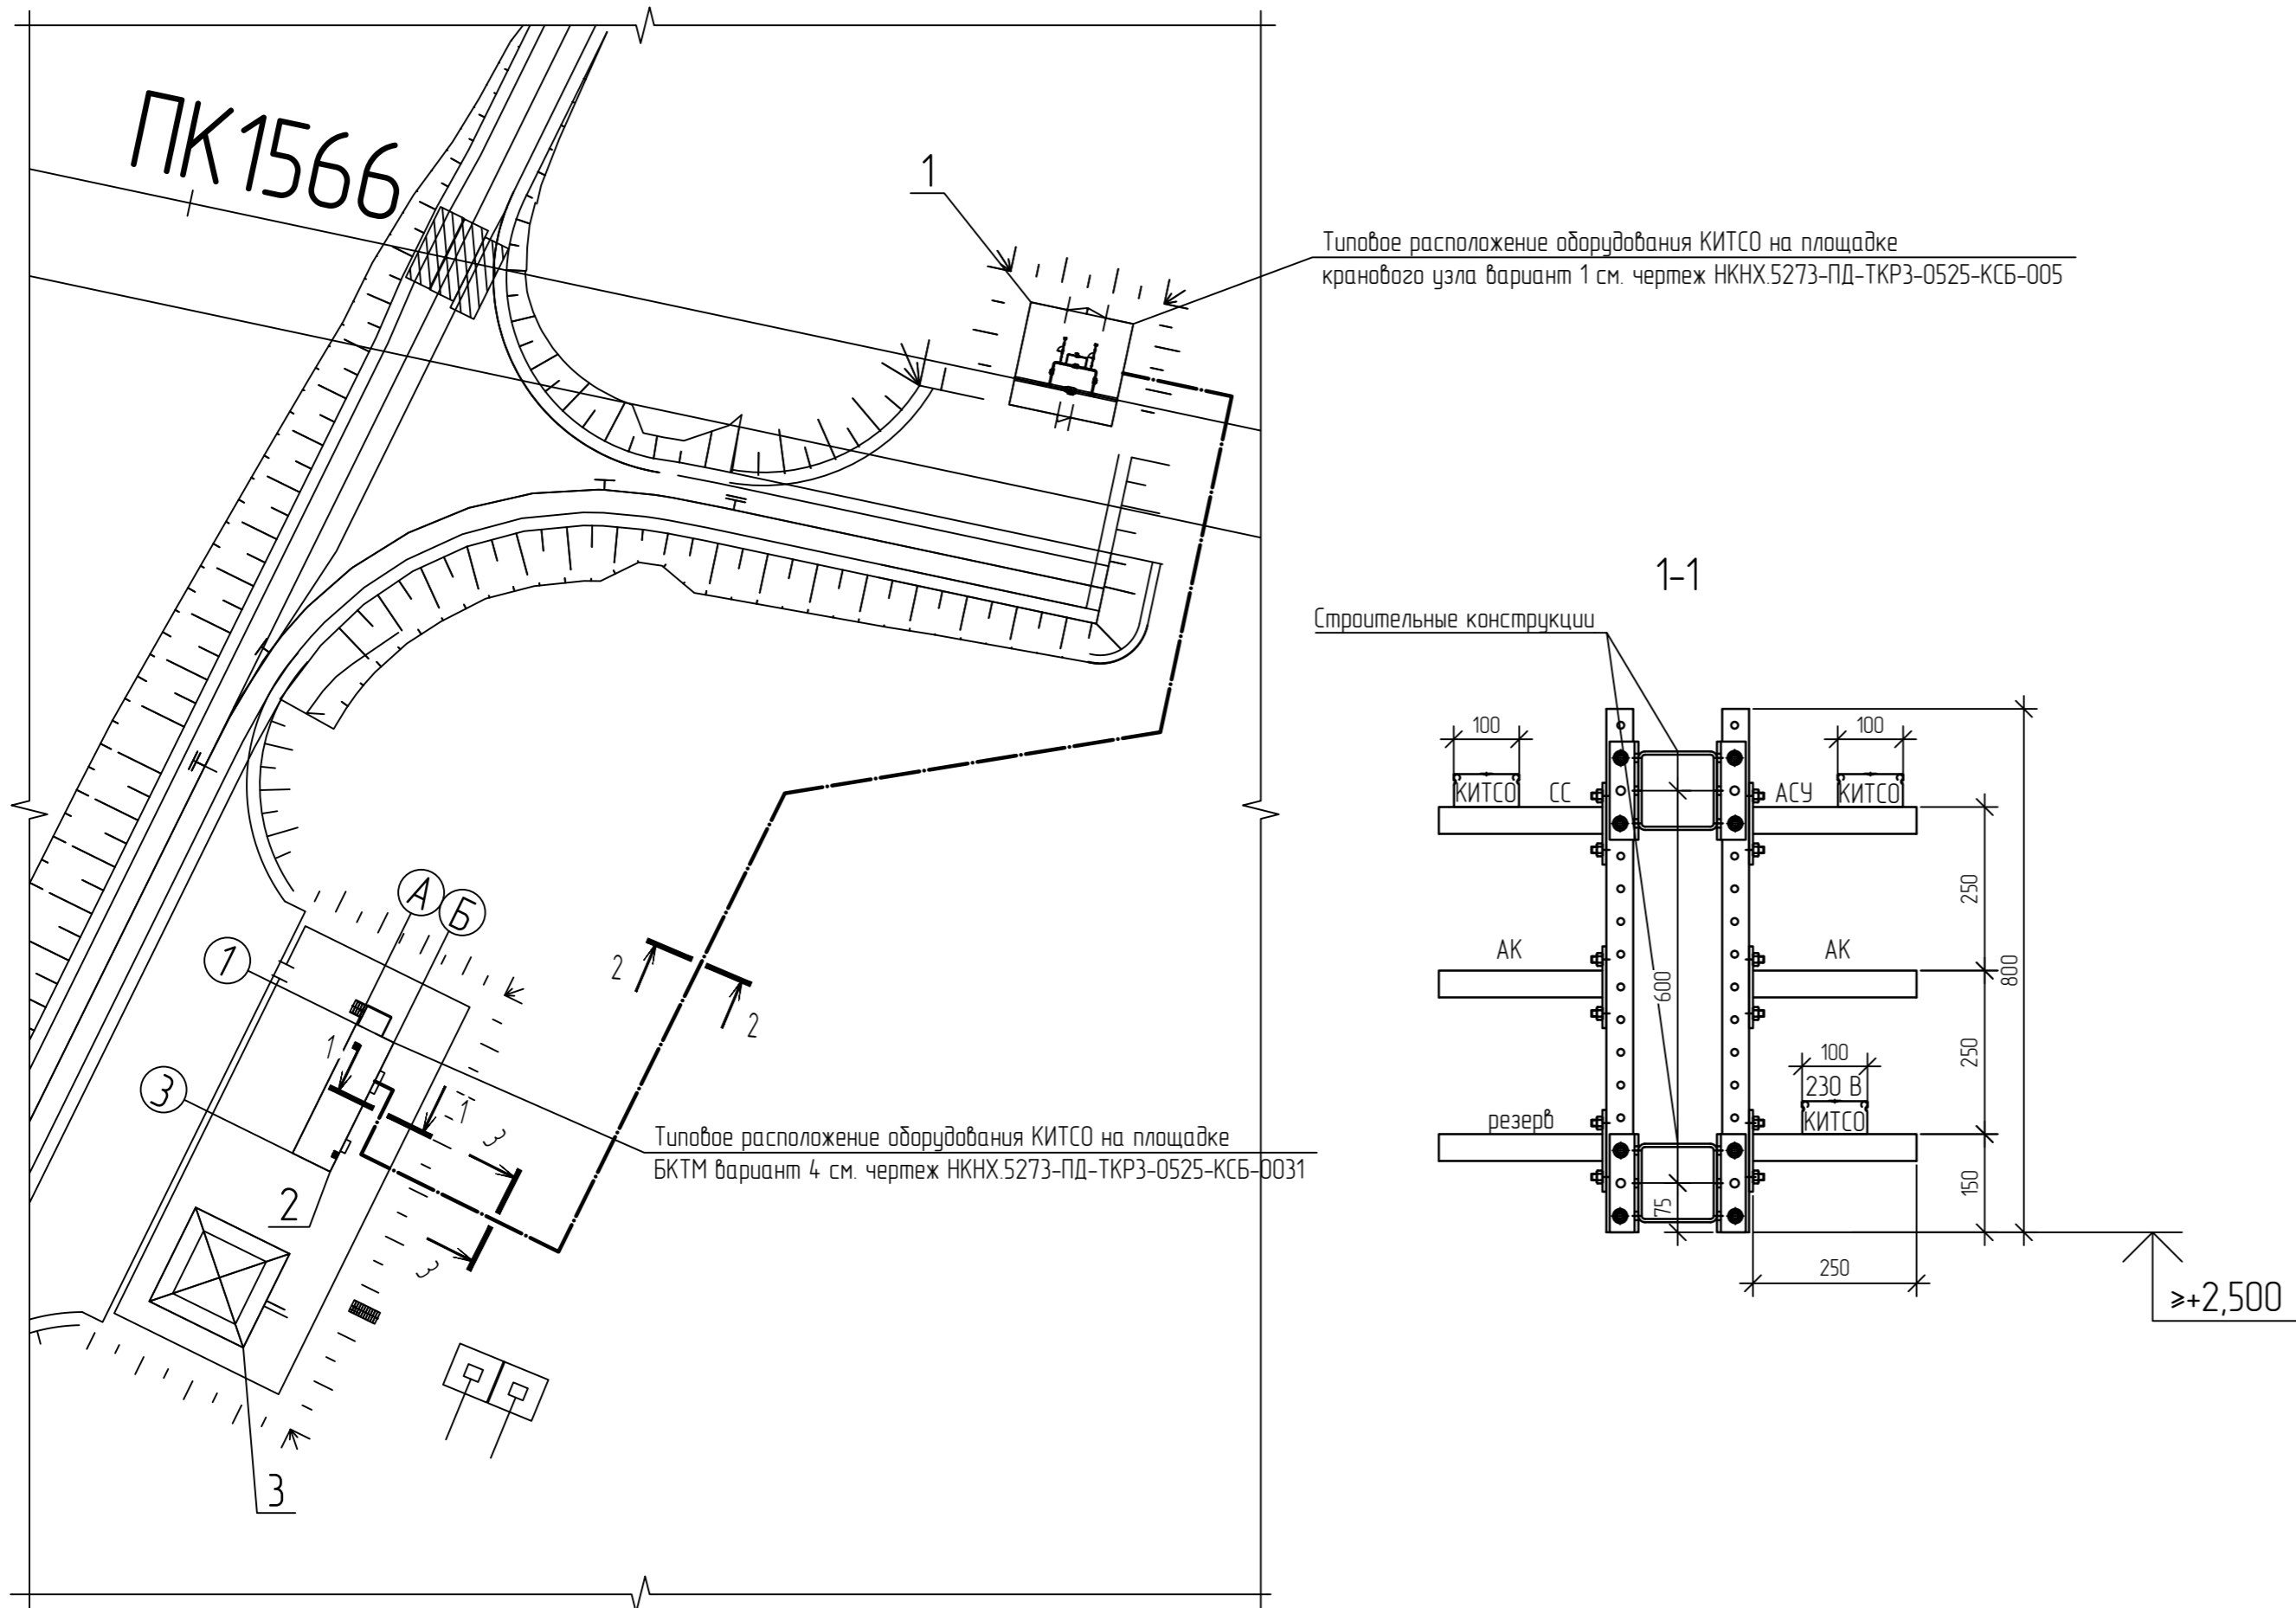 ПК1566
1
Типовое расположение оборудования КИТСО на площадке
кранового узла вариант 1 см. чертеж НКНХ.5273-ПД-ТКР3-0525-КСБ-005
А
Б
1
3
2
2
1
1
3
3
Типовое расположение оборудования КИТСО на площадке
БКТМ вариант 4 см. чертеж НКНХ.5273-ПД-ТКР3-0525-КСБ-0031
2
3
1-1
Строительные конструкции
100
100
КИТСО
СС
АСУ
КИТСО
250
АК
АК
600
800
250
100
230 В
резерв
КИТСО
150
75
250
≥+2,500